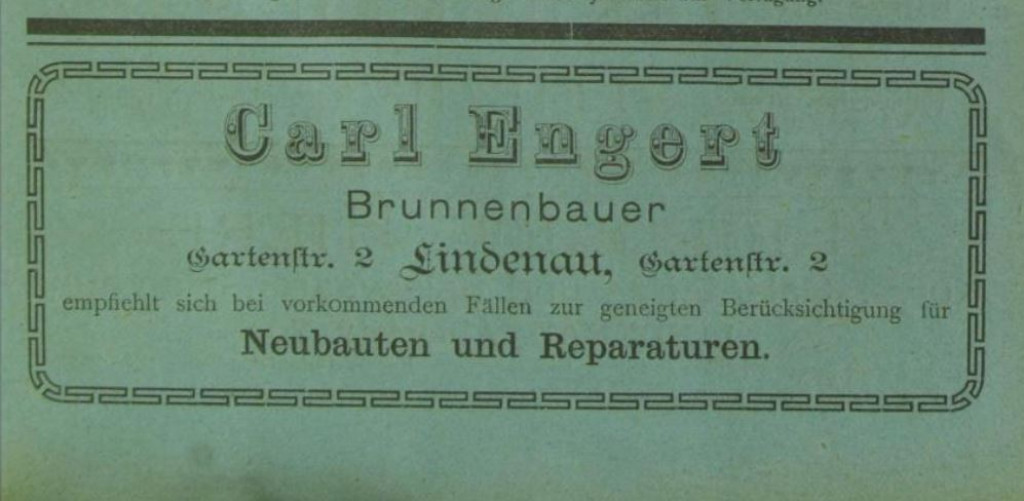 Carl Engert
Brunnenbauer
Gartenstr. 2 Lindenau, Gartenstr. 2
empfiehlt sich bei vorkommenden Fällen zur geneigten Berücksichtigung für
Neubauten und Reparaturen.